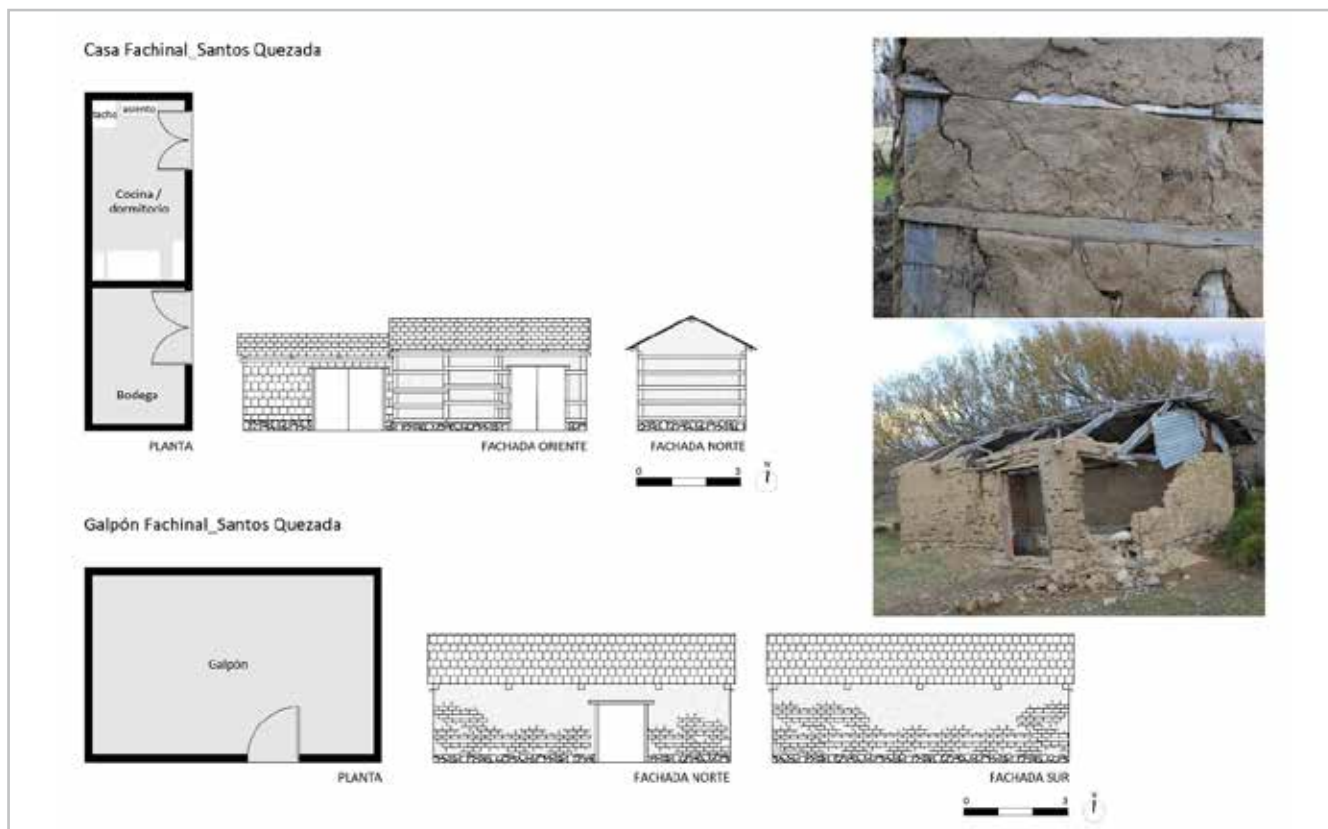 Casa Fachinal_Santos Quezada
tacho
asiento
Cocina /
dormitorio
Bodega
PLANTA
FACHADA ORIENTE
FACHADA NORTE
0 3
N
Galpón Fachinal_Santos Quezada
Galpón
PLANTA
FACHADA NORTE
FACHADA SUR
0 3
N